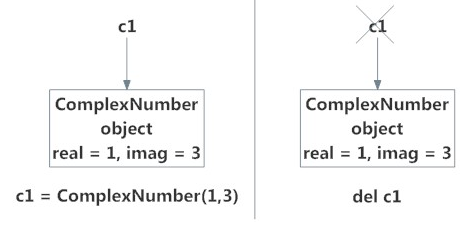 c1
ComplexNumber
object
real = 1, imag = 3
c1 = ComplexNumber(1,3)
c1
ComplexNumber
object
real = 1, imag = 3
del c1